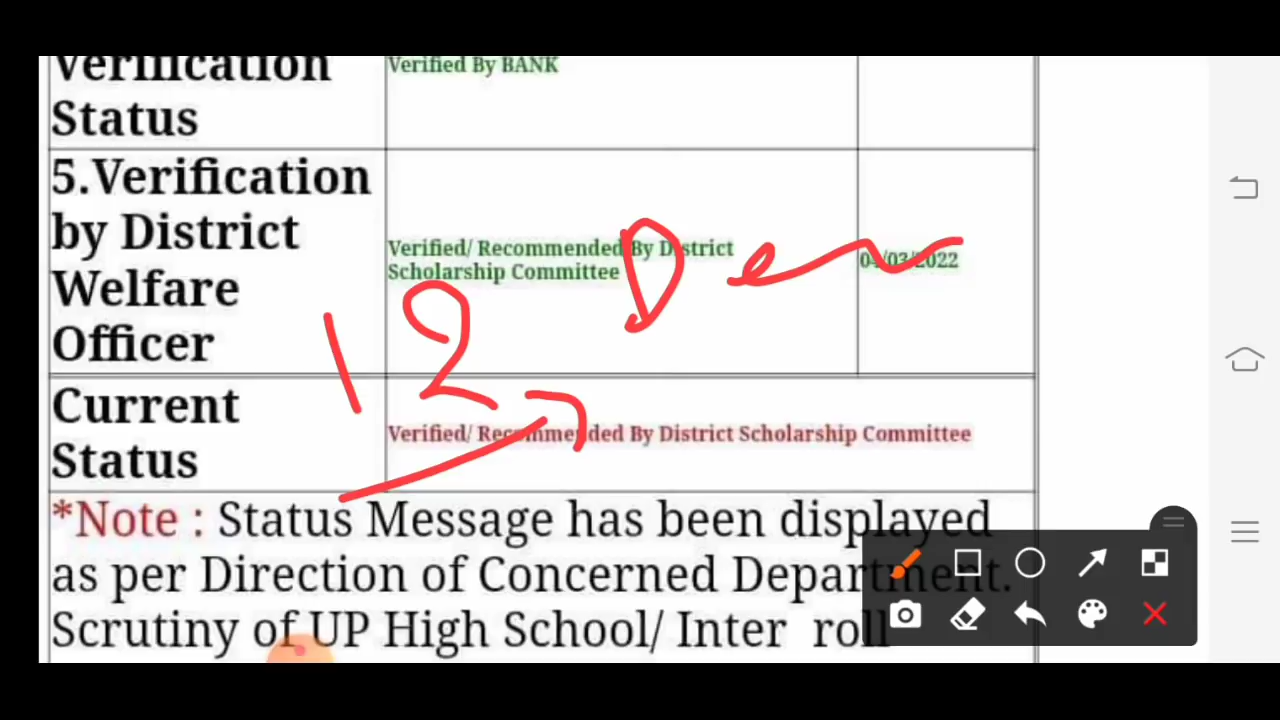 Verification
Status
Verified By BANK
5.Verification
by District
Welfare
Officer
Verified/ Recommended By District
Scholarship Committee
04/03/2022
12
Current
Status
Verified/ Recommended By District Scholarship Committee
*Note : Status Message has been displayed
as per Direction of Concerned Department.
Scrutiny of UP High School/ Inter roll